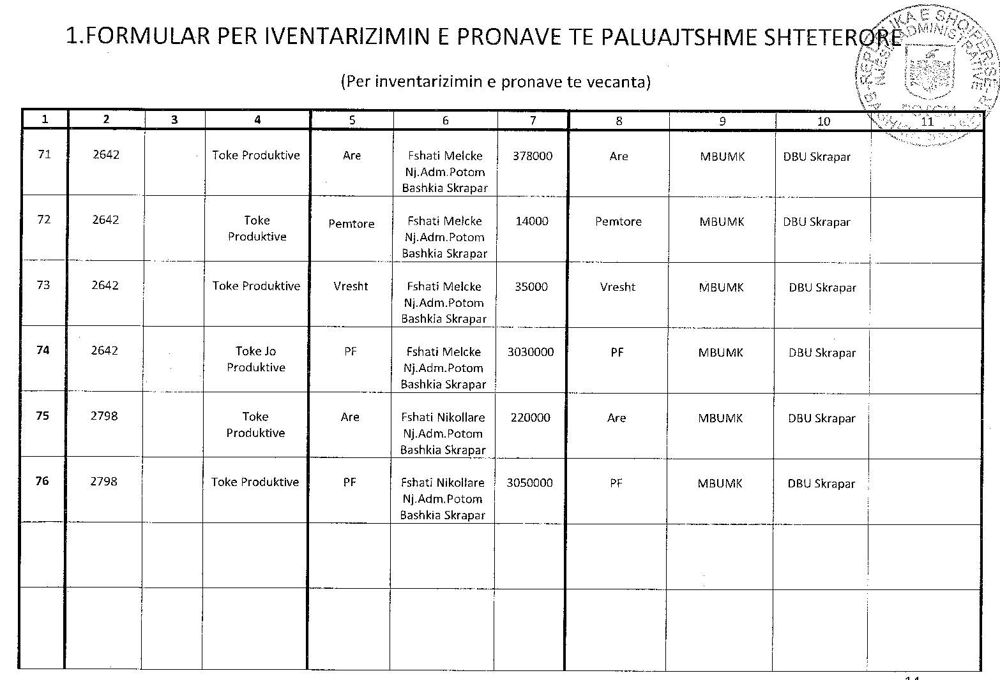 1.FORMULAR PER IVENTARIZIMIN E PRONAVE TE PALUAJTSHME SHTETERORE
(Per inventarizimin e pronave te vecanta)
REPUBLIKA E SHQIPERISE
NJESIA ADMINISTRATIVE
1 2 3 4 5 6 7 8 9 10 11
71 2642 Toke Produktive Are Fshati Melcke 378000 Are MBUMK DBU Skrapar
Nj.Adm.Potom
Bashkia Skrapar
72 2642 Toke Pemtore Fshati Melcke 14000 Pemtore MBUMK DBU Skrapar
Produktive Nj.Adm.Potom
Bashkia Skrapar
73 2642 Toke Produktive Vresht Fshati Melcke 35000 Vresht MBUMK DBU Skrapar
Nj.Adm.Potom
Bashkia Skrapar
74 2642 Toke Jo PF Fshati Melcke 3030000 PF MBUMK DBU Skrapar
Produktive Nj.Adm.Potom
Bashkia Skrapar
75 2798 Toke Are Fshati Nikollare 220000 Are MBUMK DBU Skrapar
Produktive Nj.Adm.Potom
Bashkia Skrapar
76 2798 Toke Produktive PF Fshati Nikollare 3050000 PF MBUMK DBU Skrapar
Nj.Adm.Potom
Bashkia Skrapar